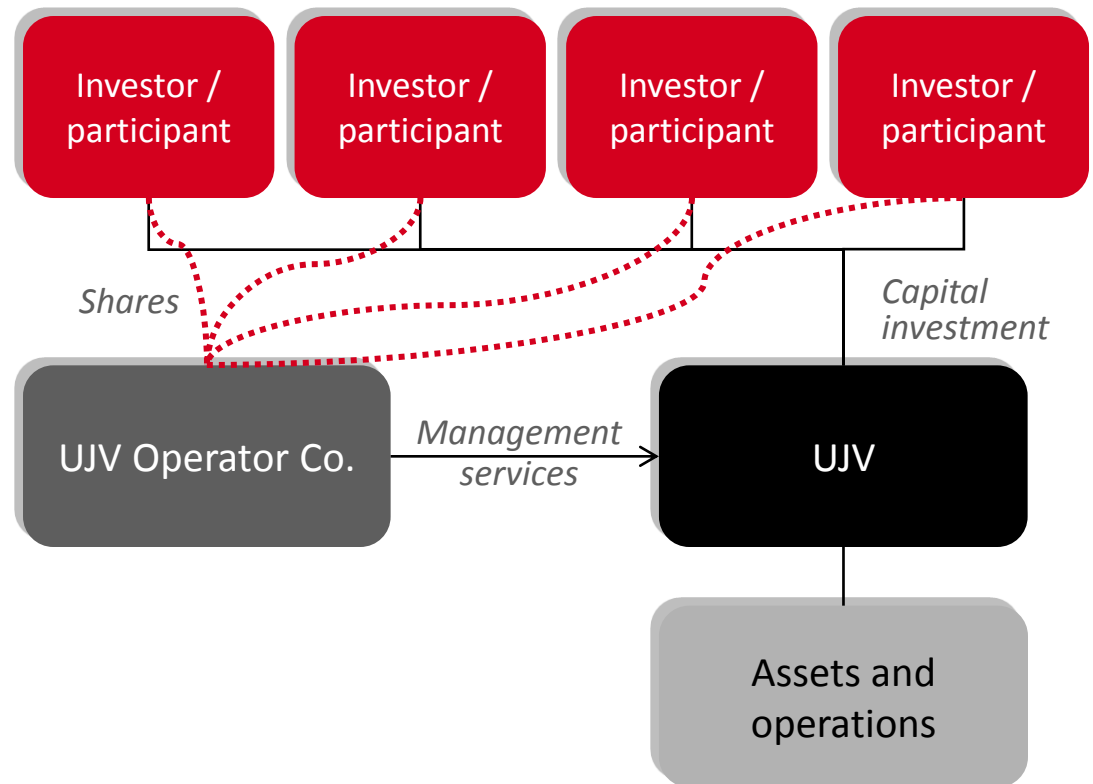 Investor /
participant
Investor /
participant
Investor /
participant
Investor /
participant
Shares
Capital
investment
UJV Operator Co.
Management
services
UJV
Assets and
operations